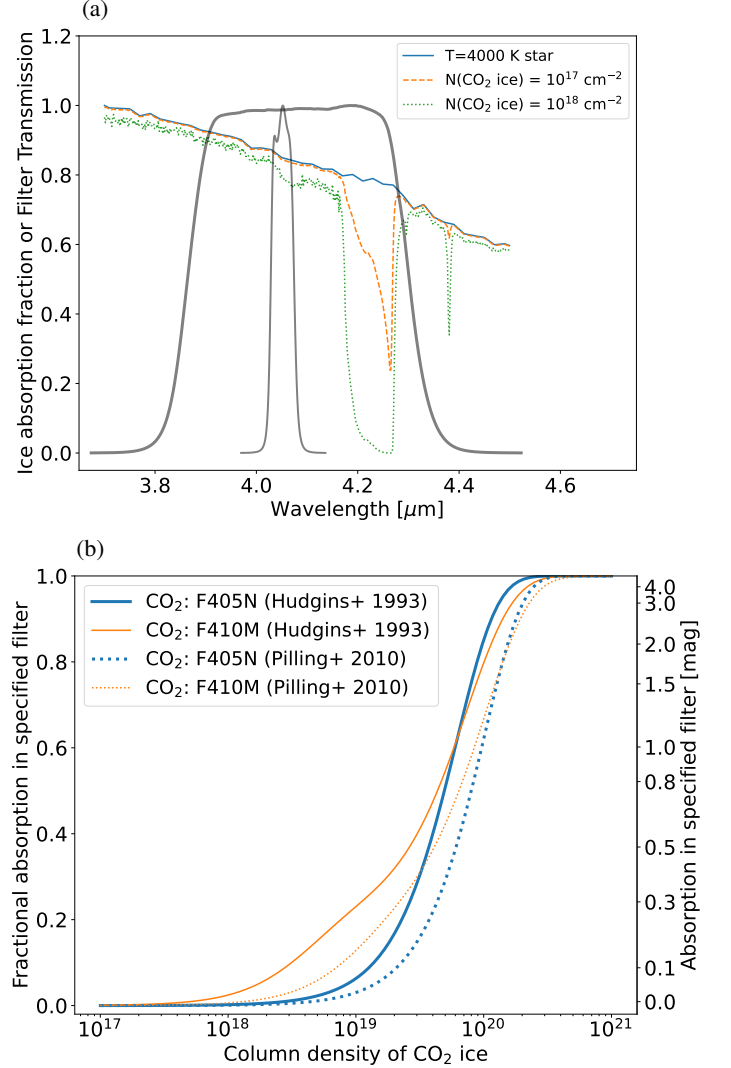 (a)
Ice absorption fraction or Filter Transmission
1.2
1.0
0.8
0.6
0.4
0.2
0.0
T=4000 K star
N(CO₂ ice) = 10¹⁷ cm⁻²
N(CO₂ ice) = 10¹⁸ cm⁻²
3.8 4.0 4.2 4.4 4.6
Wavelength [μm]
(b)
Fractional absorption in specified filter
1.0
0.8
0.6
0.4
0.2
0.0
CO₂: F405N (Hudgins+ 1993)
CO₂: F410M (Hudgins+ 1993)
CO₂: F405N (Pilling+ 2010)
CO₂: F410M (Pilling+ 2010)
4.0
3.0
2.0
1.5
1.0
0.8
0.5
0.3
0.1
0.0
Absorption in specified filter [mag]
10¹⁷ 10¹⁸ 10¹⁹ 10²⁰ 10²¹
Column density of CO₂ ice